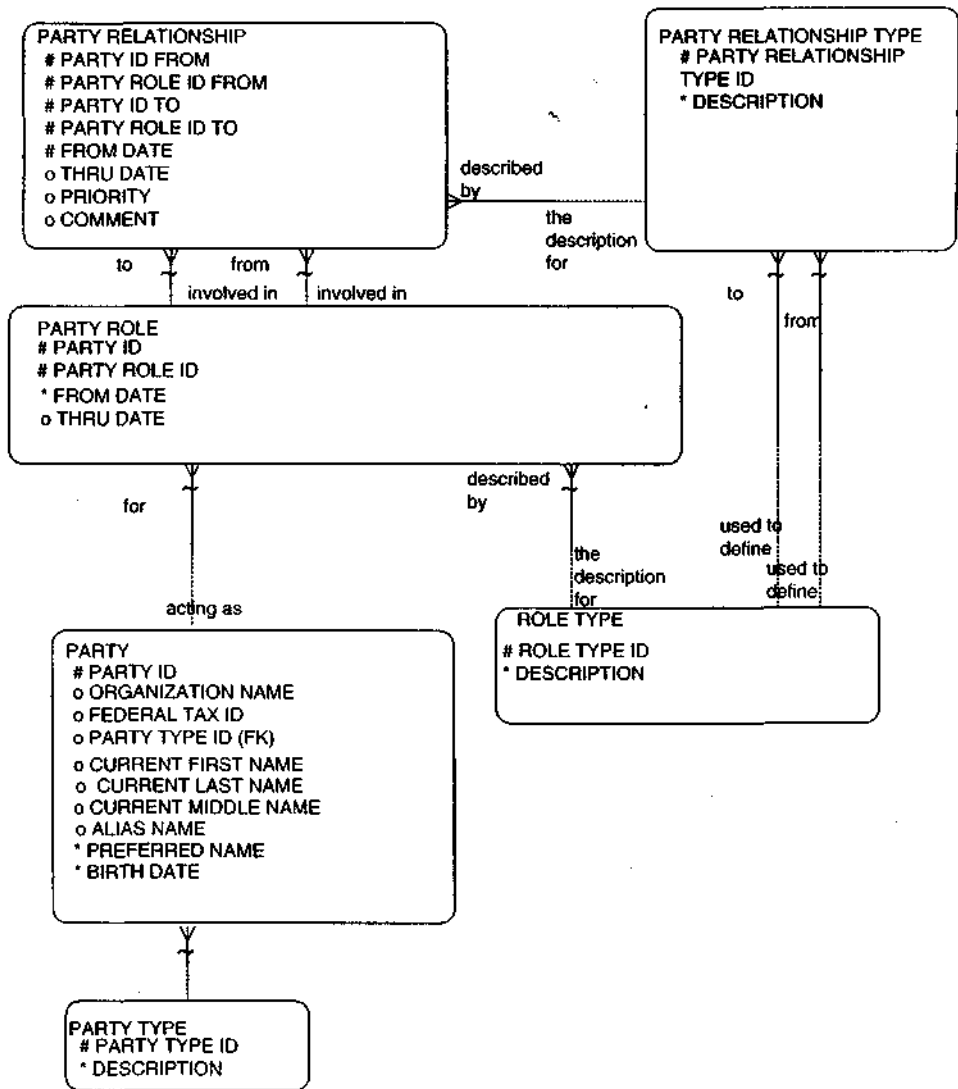 PARTY RELATIONSHIP
# PARTY ID FROM
# PARTY ROLE ID FROM
# PARTY ID TO
# PARTY ROLE ID TO
# FROM DATE
o THRU DATE
o PRIORITY
o COMMENT
PARTY RELATIONSHIP TYPE
# PARTY RELATIONSHIP
TYPE ID
* DESCRIPTION
described
by
the
description
for
to
from
involved in
involved in
to
from
PARTY ROLE
# PARTY ID
# PARTY ROLE ID
* FROM DATE
o THRU DATE
for
acting as
described
by
the
description
for
used to
define
used to
define
ROLE TYPE
# ROLE TYPE ID
* DESCRIPTION
PARTY
# PARTY ID
o ORGANIZATION NAME
o FEDERAL TAX ID
o PARTY TYPE ID (FK)
o CURRENT FIRST NAME
o CURRENT LAST NAME
o CURRENT MIDDLE NAME
o ALIAS NAME
* PREFERRED NAME
* BIRTH DATE
PARTY TYPE
# PARTY TYPE ID
* DESCRIPTION